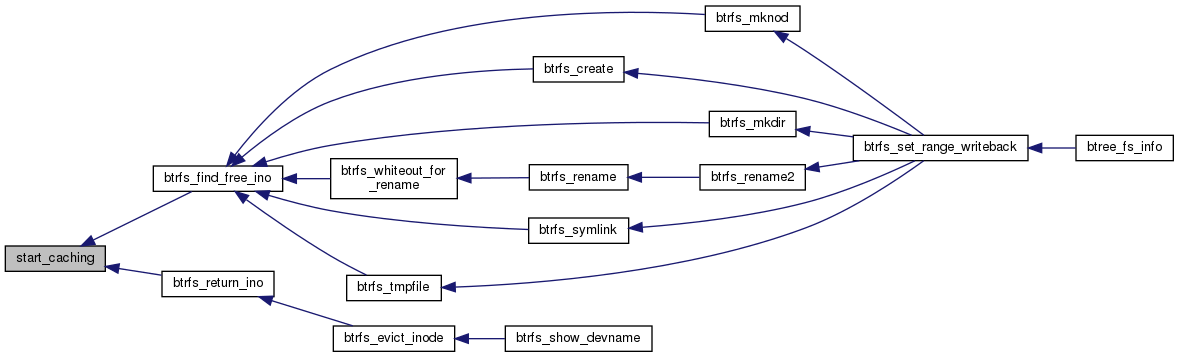 btrfs_mknod
btrfs_create
btrfs_mkdir
btrfs_set_range_writeback
btree_fs_info
btrfs_find_free_ino
btrfs_whiteout_for
_rename
btrfs_rename
btrfs_rename2
btrfs_symlink
start_caching
btrfs_return_ino
btrfs_tmpfile
btrfs_evict_inode
btrfs_show_devname